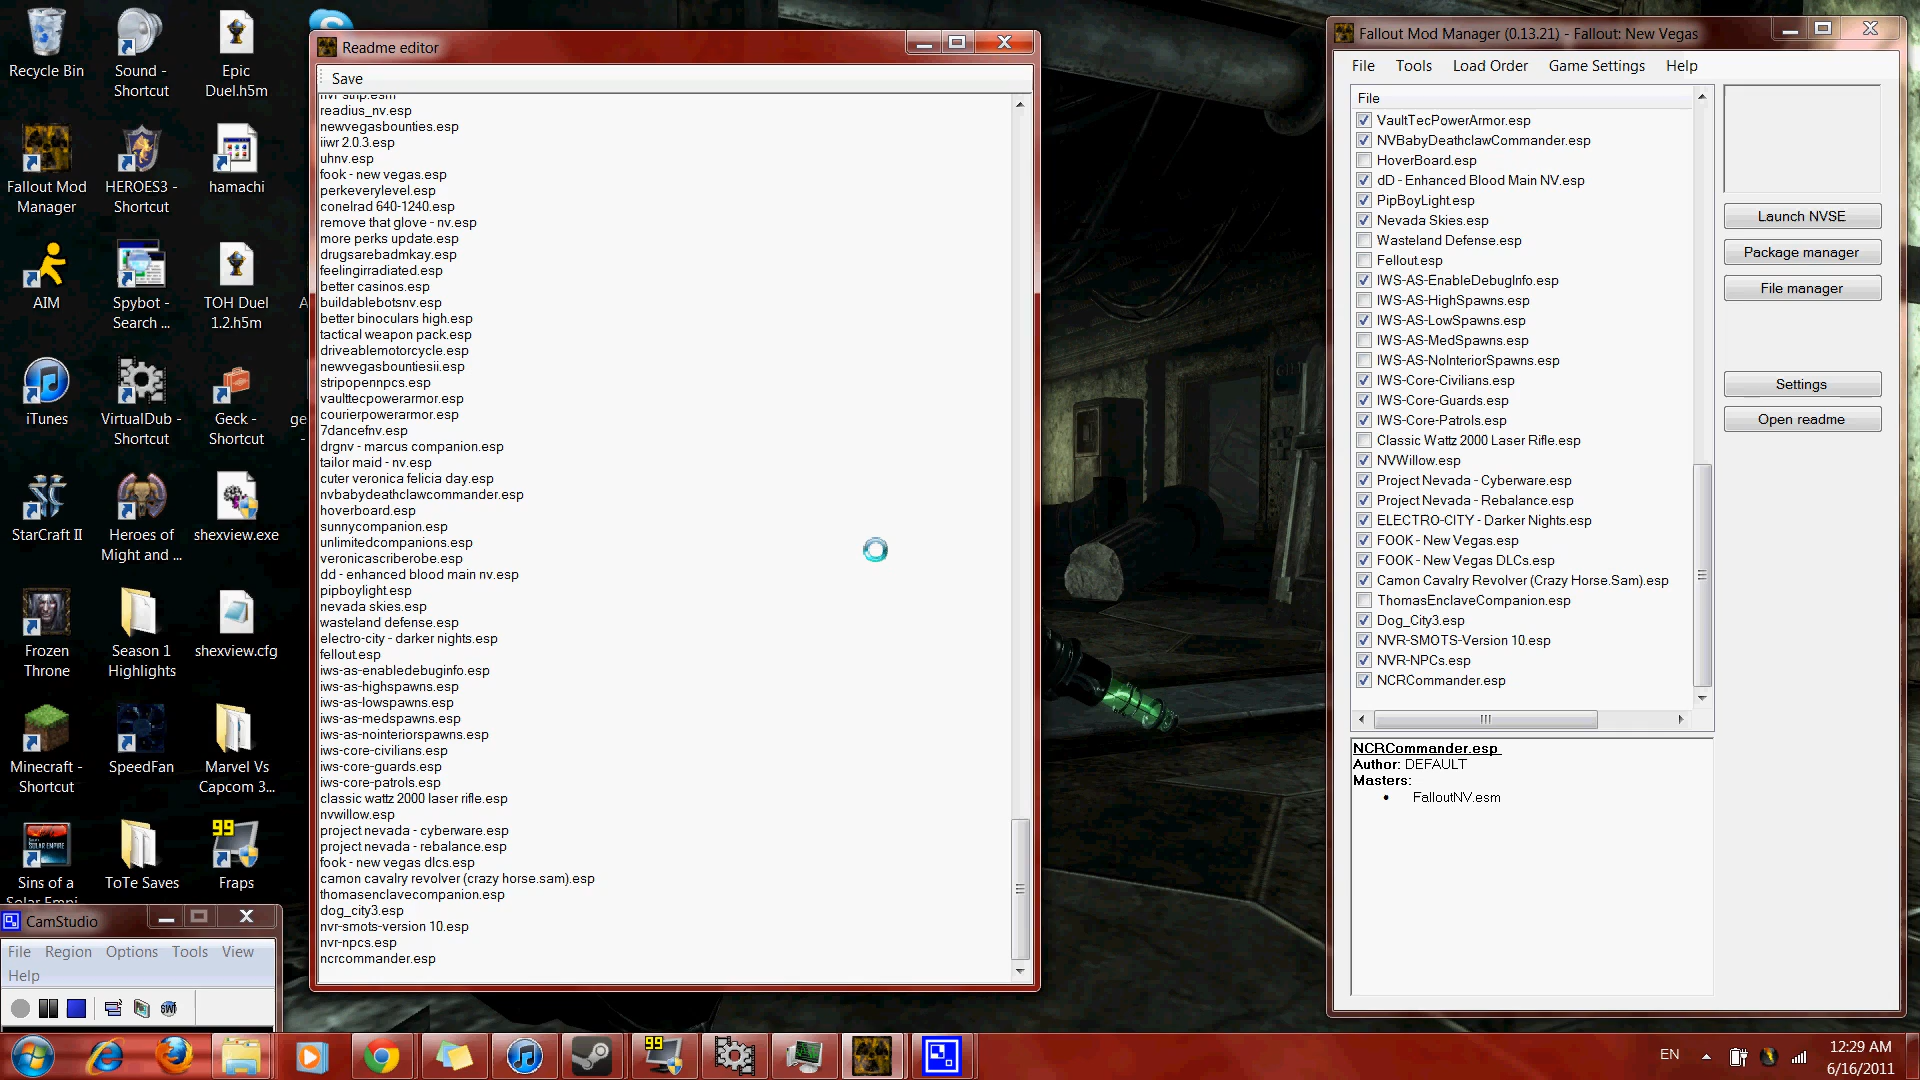 Recycle Bin
Sound - Shortcut
Epic Duel.h5m
Fallout Mod Manager
HEROES3 - Shortcut
hamachi
AIM
Spybot - Search ...
TOH Duel 1.2.h5m
A
iTunes
VirtualDub - Shortcut
Geck - Shortcut
ge
-
StarCraft II
Heroes of Might and ...
shexview.exe
Frozen Throne
Season 1 Highlights
shexview.cfg
Minecraft - Shortcut
SpeedFan
Marvel Vs Capcom 3...
Sins of a Solar Empi
ToTe Saves
99
Fraps
CamStudio
File Region Options Tools View
Help
Readme editor
Save
nvr strip.esm
readius_nv.esp
newvegasbounties.esp
iiwr 2.0.3.esp
uhnv.esp
fook - new vegas.esp
perkeverylevel.esp
conelrad 640-1240.esp
remove that glove - nv.esp
more perks update.esp
drugsarebadmkay.esp
feelingirradiated.esp
better casinos.esp
buildablebotsnv.esp
better binoculars high.esp
tactical weapon pack.esp
driveablemotorcycle.esp
newvegasbountiesii.esp
stripopennpcs.esp
vaulttecpowerarmor.esp
courierpowerarmor.esp
7dancefnv.esp
drgnv - marcus companion.esp
tailor maid - nv.esp
cuter veronica felicia day.esp
nvbabydeathclawcommander.esp
hoverboard.esp
sunnycompanion.esp
unlimitedcompanions.esp
veronicascriberobe.esp
dd - enhanced blood main nv.esp
pipboylight.esp
nevada skies.esp
wasteland defense.esp
electro-city - darker nights.esp
fellout.esp
iws-as-enabledebuginfo.esp
iws-as-highspawns.esp
iws-as-lowspawns.esp
iws-as-medspawns.esp
iws-as-nointeriorspawns.esp
iws-core-civilians.esp
iws-core-guards.esp
iws-core-patrols.esp
classic wattz 2000 laser rifle.esp
nvwillow.esp
project nevada - cyberware.esp
project nevada - rebalance.esp
fook - new vegas dlcs.esp
camon cavalry revolver (crazy horse.sam).esp
thomasenclavecompanion.esp
dog_city3.esp
nvr-smots-version 10.esp
nvr-npcs.esp
ncrcommander.esp
Fallout Mod Manager (0.13.21) - Fallout: New Vegas
File Tools Load Order Game Settings Help
File
VaultTecPowerArmor.esp
NVBabyDeathclawCommander.esp
HoverBoard.esp
dD - Enhanced Blood Main NV.esp
PipBoyLight.esp
Nevada Skies.esp
Wasteland Defense.esp
Fellout.esp
IWS-AS-EnableDebugInfo.esp
IWS-AS-HighSpawns.esp
IWS-AS-LowSpawns.esp
IWS-AS-MedSpawns.esp
IWS-AS-NoInteriorSpawns.esp
IWS-Core-Civilians.esp
IWS-Core-Guards.esp
IWS-Core-Patrols.esp
Classic Wattz 2000 Laser Rifle.esp
NVWillow.esp
Project Nevada - Cyberware.esp
Project Nevada - Rebalance.esp
ELECTRO-CITY - Darker Nights.esp
FOOK - New Vegas.esp
FOOK - New Vegas DLCs.esp
Camon Cavalry Revolver (Crazy Horse.Sam).esp
ThomasEnclaveCompanion.esp
Dog_City3.esp
NVR-SMOTS-Version 10.esp
NVR-NPCs.esp
NCRCommander.esp
NCRCommander.esp
Author: DEFAULT
Masters:
• FalloutNV.esm
Launch NVSE
Package manager
File manager
Settings
Open readme
99
EN
12:29 AM
6/16/2011